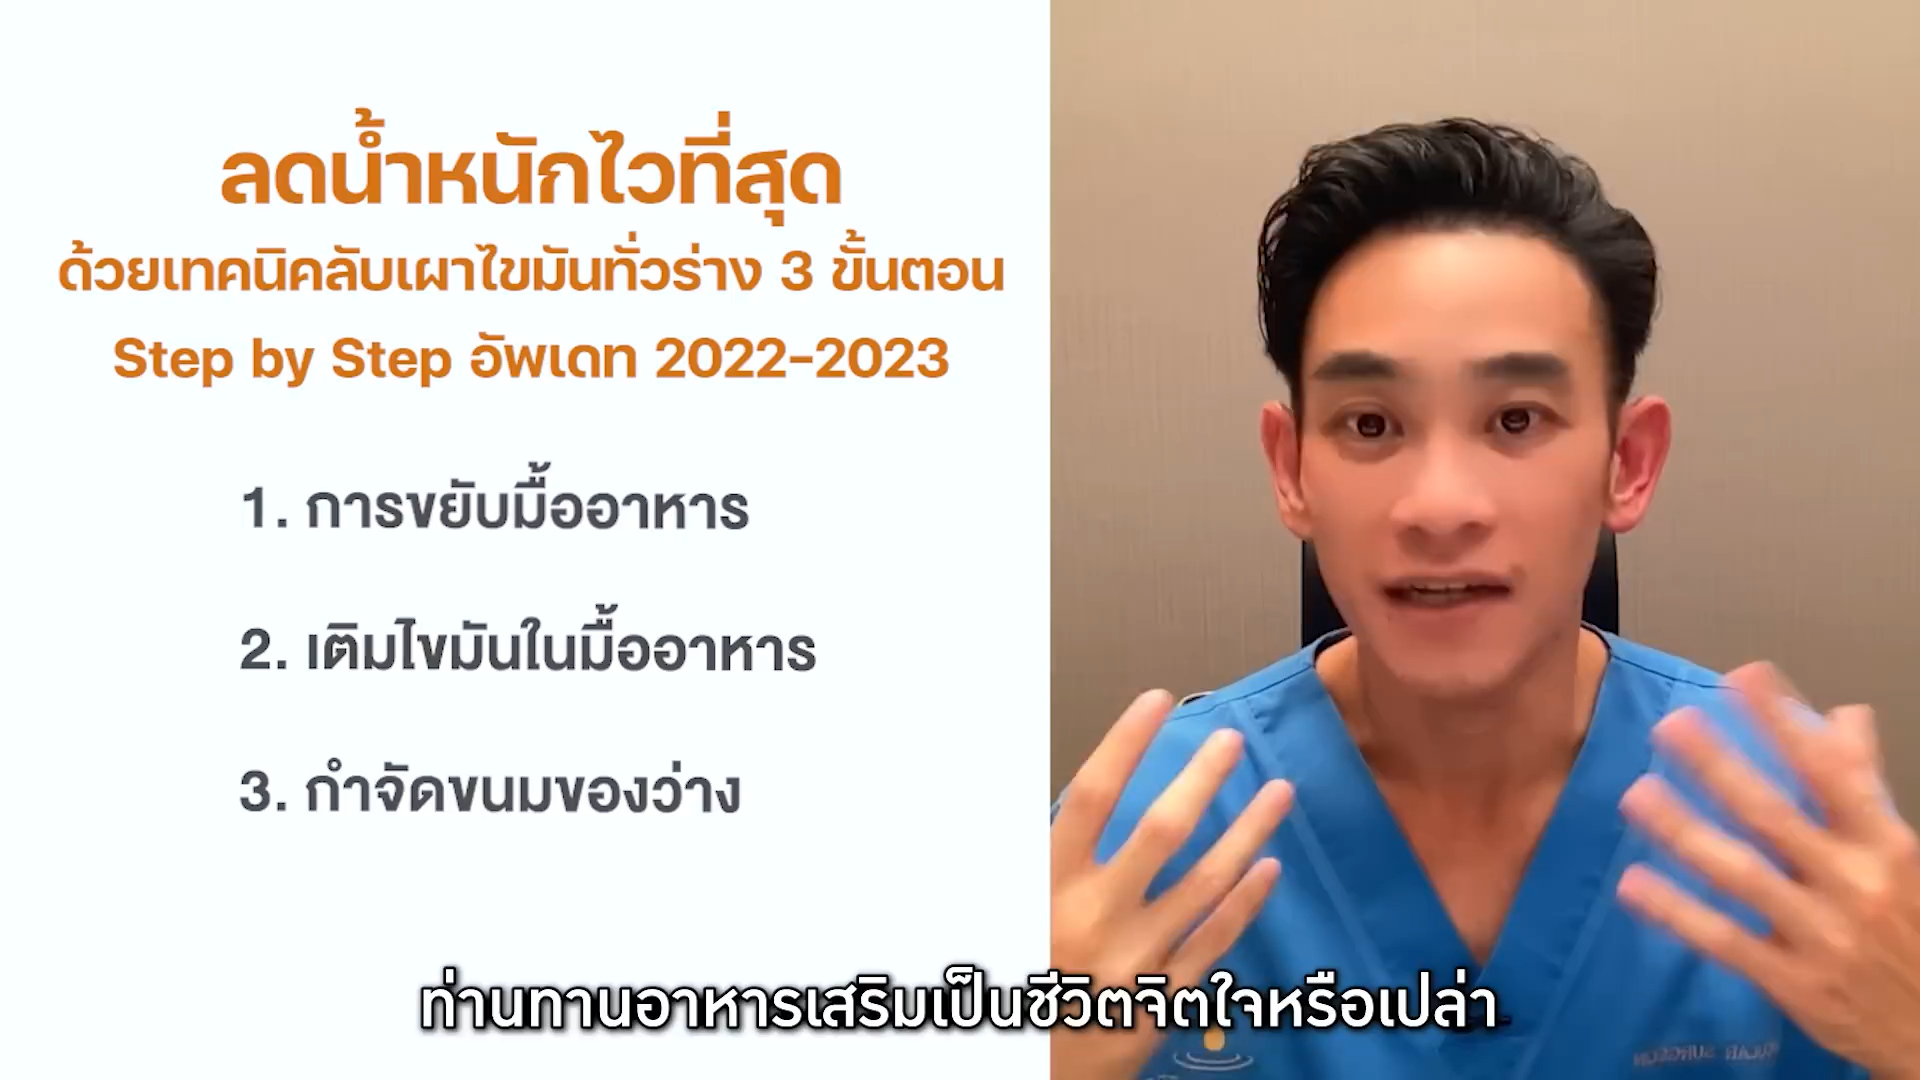 ลดน้ำหนักไวที่สุด
ด้วยเทคนิคลับเผาไขมันทั่วร่าง 3 ขั้นตอน
Step by Step อัพเดท 2022-2023
1. การขยับมื้ออาหาร
2. เติมไขมันในมื้ออาหาร
3. กำจัดขนมของว่าง
ท่านทานอาหารเสริมเป็นชีวิตจิตใจหรือเปล่า